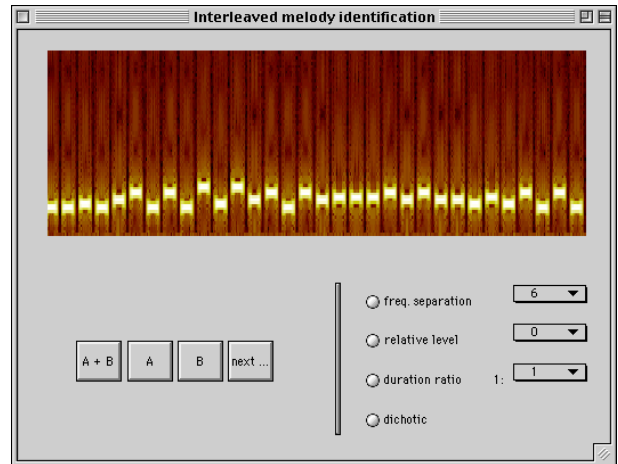 Interleaved melody identification
freq. separation 6
relative level 0
A + B A B next ...
duration ratio 1: 1
dichotic